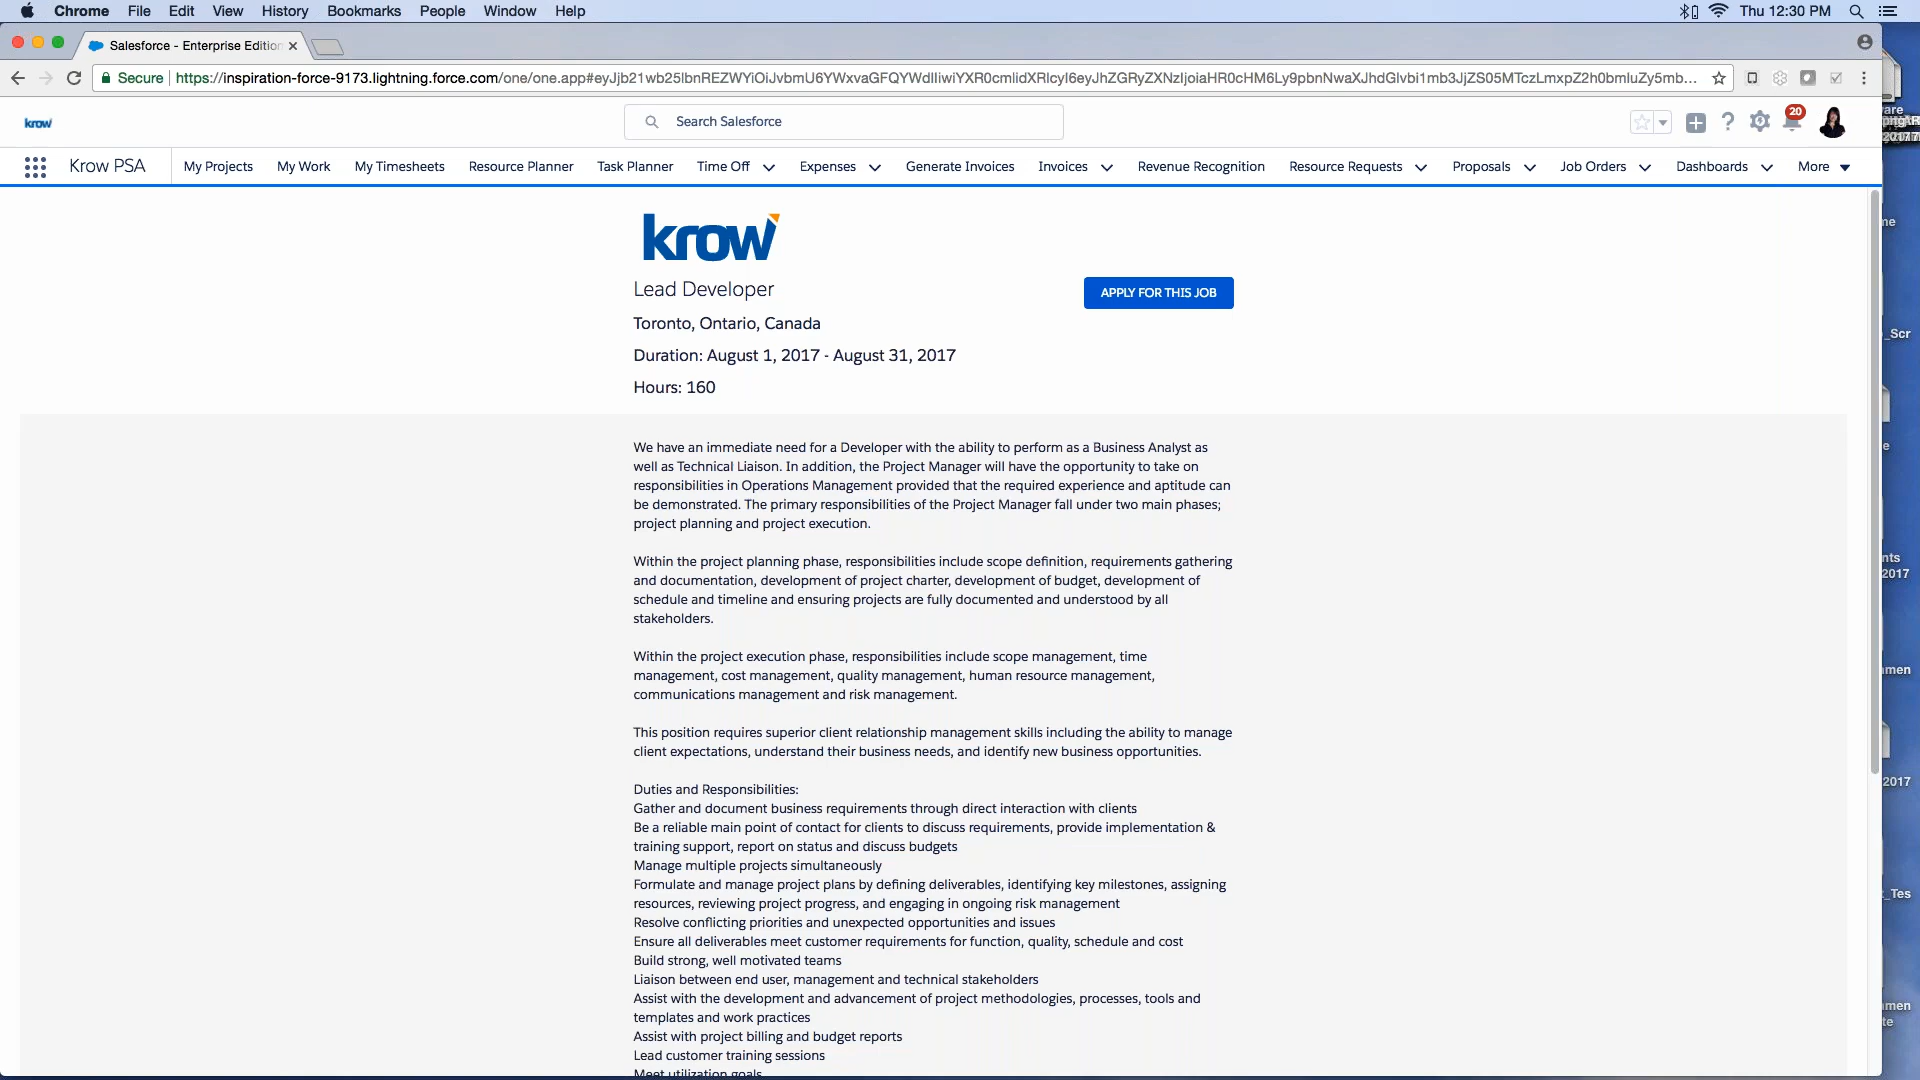 Chrome File Edit View History Bookmarks People Window Help Thu 12:30 PM
Salesforce - Enterprise Edition
Secure https://inspiration-force-9173.lightning.force.com/one/one.app
krow Search Salesforce 20
Krow PSA My Projects My Work My Timesheets Resource Planner Task Planner Time Off Expenses Generate Invoices Invoices Revenue Recognition Resource Requests Proposals Job Orders Dashboards More
krow
Lead Developer
APPLY FOR THIS JOB
Toronto, Ontario, Canada
Duration: August 1, 2017 - August 31, 2017
Hours: 160
We have an immediate need for a Developer with the ability to perform as a Business Analyst as
well as Technical Liaison. In addition, the Project Manager will have the opportunity to take on
responsibilities in Operations Management provided that the required experience and aptitude can
be demonstrated. The primary responsibilities of the Project Manager fall under two main phases;
project planning and project execution.
Within the project planning phase, responsibilities include scope definition, requirements gathering
and documentation, development of project charter, development of budget, development of
schedule and timeline and ensuring projects are fully documented and understood by all
stakeholders.
Within the project execution phase, responsibilities include scope management, time
management, cost management, quality management, human resource management,
communications management and risk management.
This position requires superior client relationship management skills including the ability to manage
client expectations, understand their business needs, and identify new business opportunities.
Duties and Responsibilities:
Gather and document business requirements through direct interaction with clients
Be a reliable main point of contact for clients to discuss requirements, provide implementation &
training support, report on status and discuss budgets
Manage multiple projects simultaneously
Formulate and manage project plans by defining deliverables, identifying key milestones, assigning
resources, reviewing project progress, and engaging in ongoing risk management
Resolve conflicting priorities and unexpected opportunities and issues
Ensure all deliverables meet customer requirements for function, quality, schedule and cost
Build strong, well motivated teams
Liaison between end user, management and technical stakeholders
Assist with the development and advancement of project methodologies, processes, tools and
templates and work practices
Assist with project billing and budget reports
Lead customer training sessions
Meet utilization goals